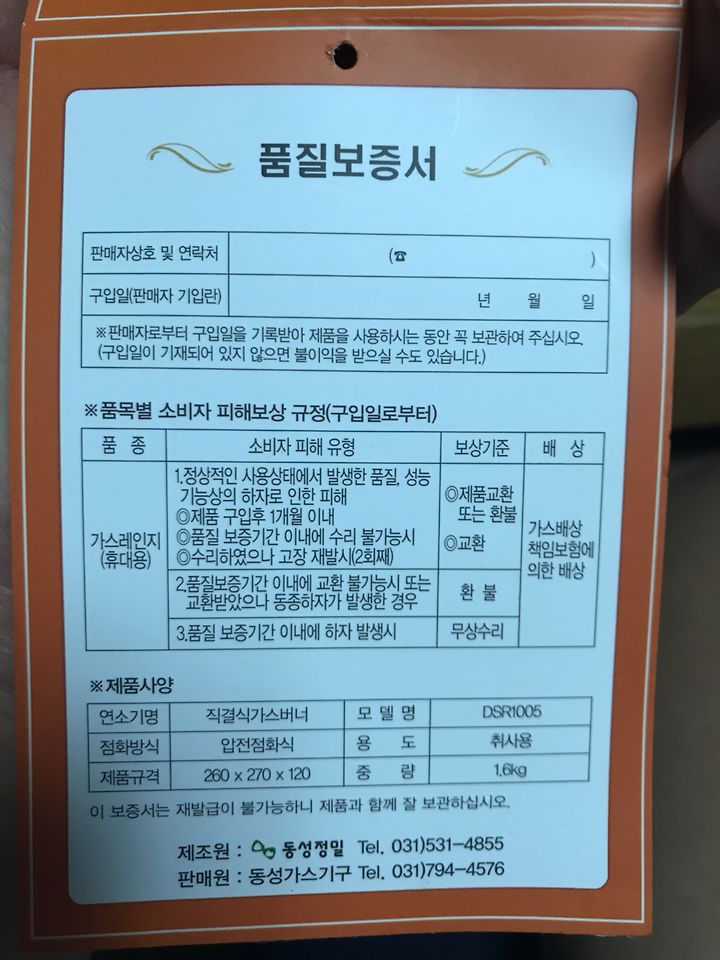 품질보증서
판매자상호 및 연락처 (☎ )
구입일(판매자 기입란) 년 월 일
※판매자로부터 구입일을 기록받아 제품을 사용하시는 동안 꼭 보관하여 주십시오.
(구입일이 기재되어 있지 않으면 불이익을 받으실 수도 있습니다.)
※품목별 소비자 피해보상 규정(구입일로부터)
품 종 소비자 피해 유형 보상기준 배 상
가스레인지
(휴대용)
1.정상적인 사용상태에서 발생한 품질, 성능
기능상의 하자로 인한 피해
◎제품 구입후 1개월 이내
◎품질 보증기간 이내에 수리 불가능시
◎수리하였으나 고장 재발시(2회째)
◎제품교환
또는 환불
◎교환
가스배상
책임보험에
의한 배상
2.품질보증기간 이내에 교환 불가능시 또는
교환받았으나 동종하자가 발생한 경우
환 불
3.품질 보증기간 이내에 하자 발생시 무상수리
※제품사양
연소기명 직결식가스버너 모 델 명 DSR1005
점화방식 압전점화식 용 도 취사용
제품규격 260 x 270 x 120 중 량 1.6kg
이 보증서는 재발급이 불가능하니 제품과 함께 잘 보관하십시오.
제조원 : 동성정밀 Tel. 031)531-4855
판매원 : 동성가스기구 Tel. 031)794-4576